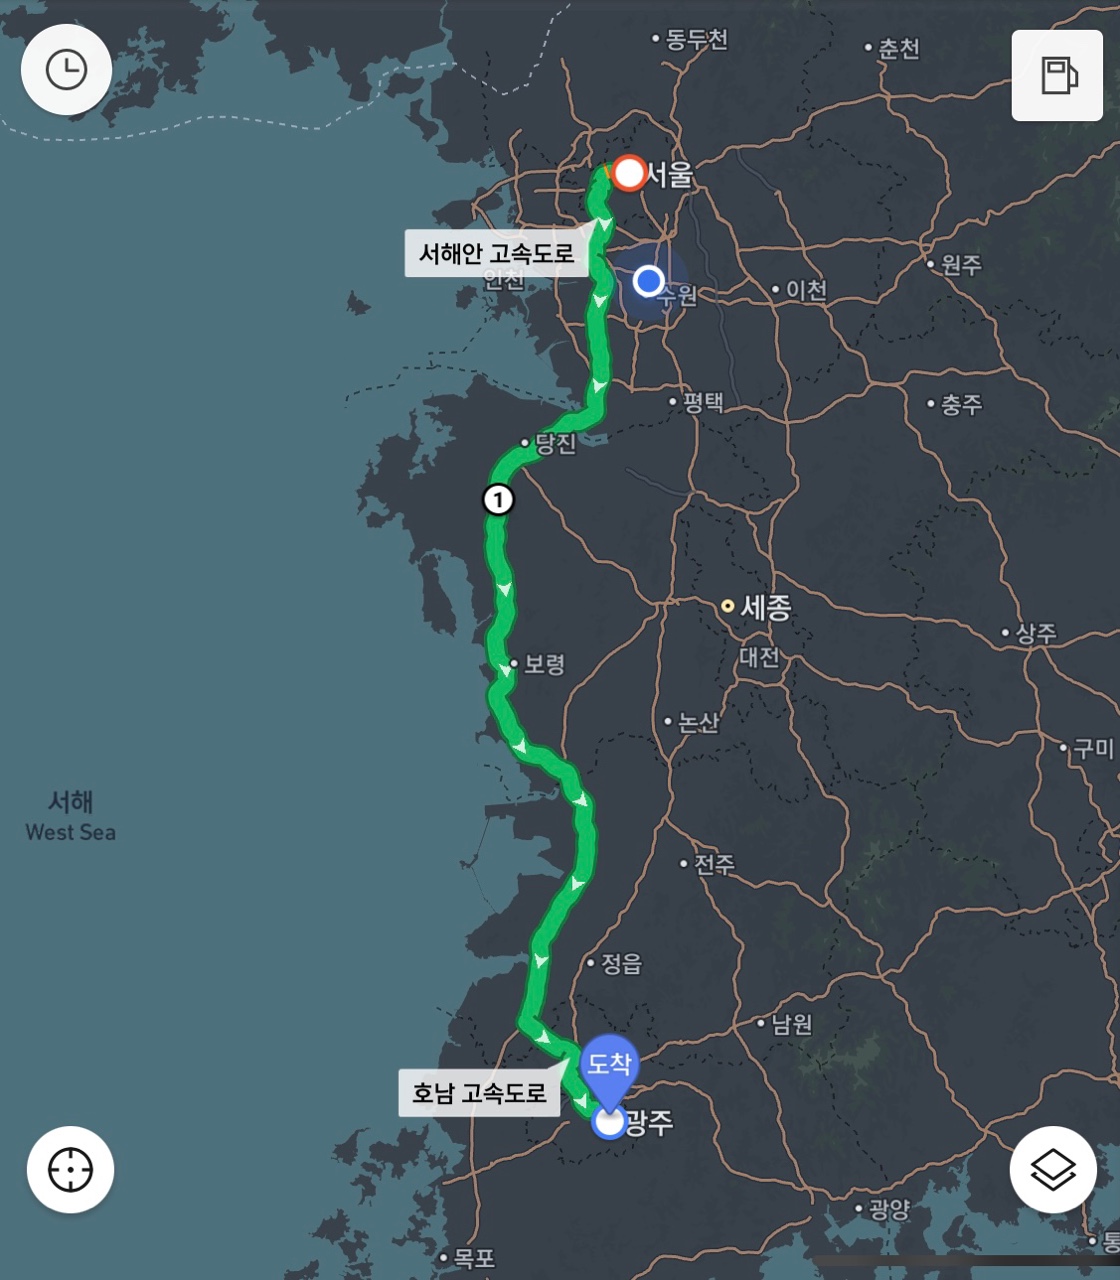 동두천
춘천
서울
서해안 고속도로
인천
원주
수원
이천
평택
충주
당진
1
세종
상주
대전
보령
논산
구미
서해
West Sea
전주
정읍
남원
도착
호남 고속도로
광주
광양
통
목포